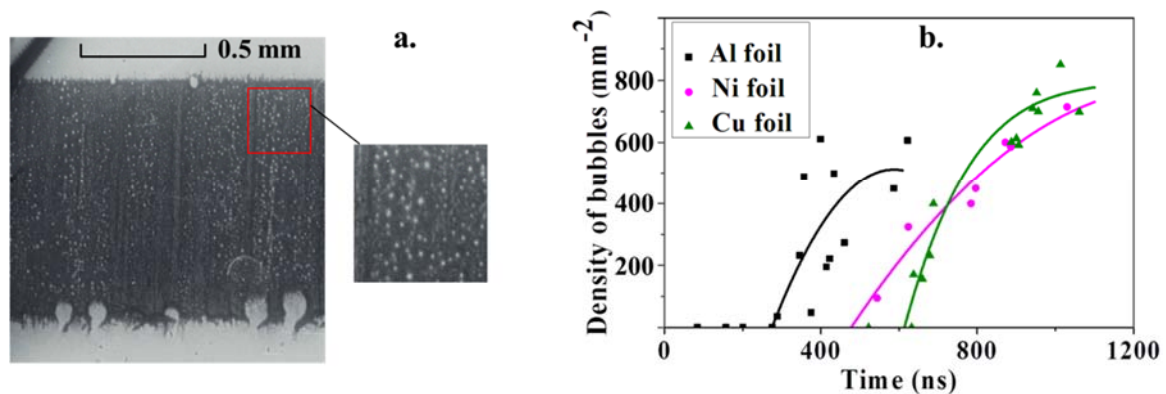 a.
0.5 mm
b.
Al foil
Ni foil
Cu foil
Density of bubbles (mm⁻²)
800
600
400
200
0 400 800 1200
Time (ns)